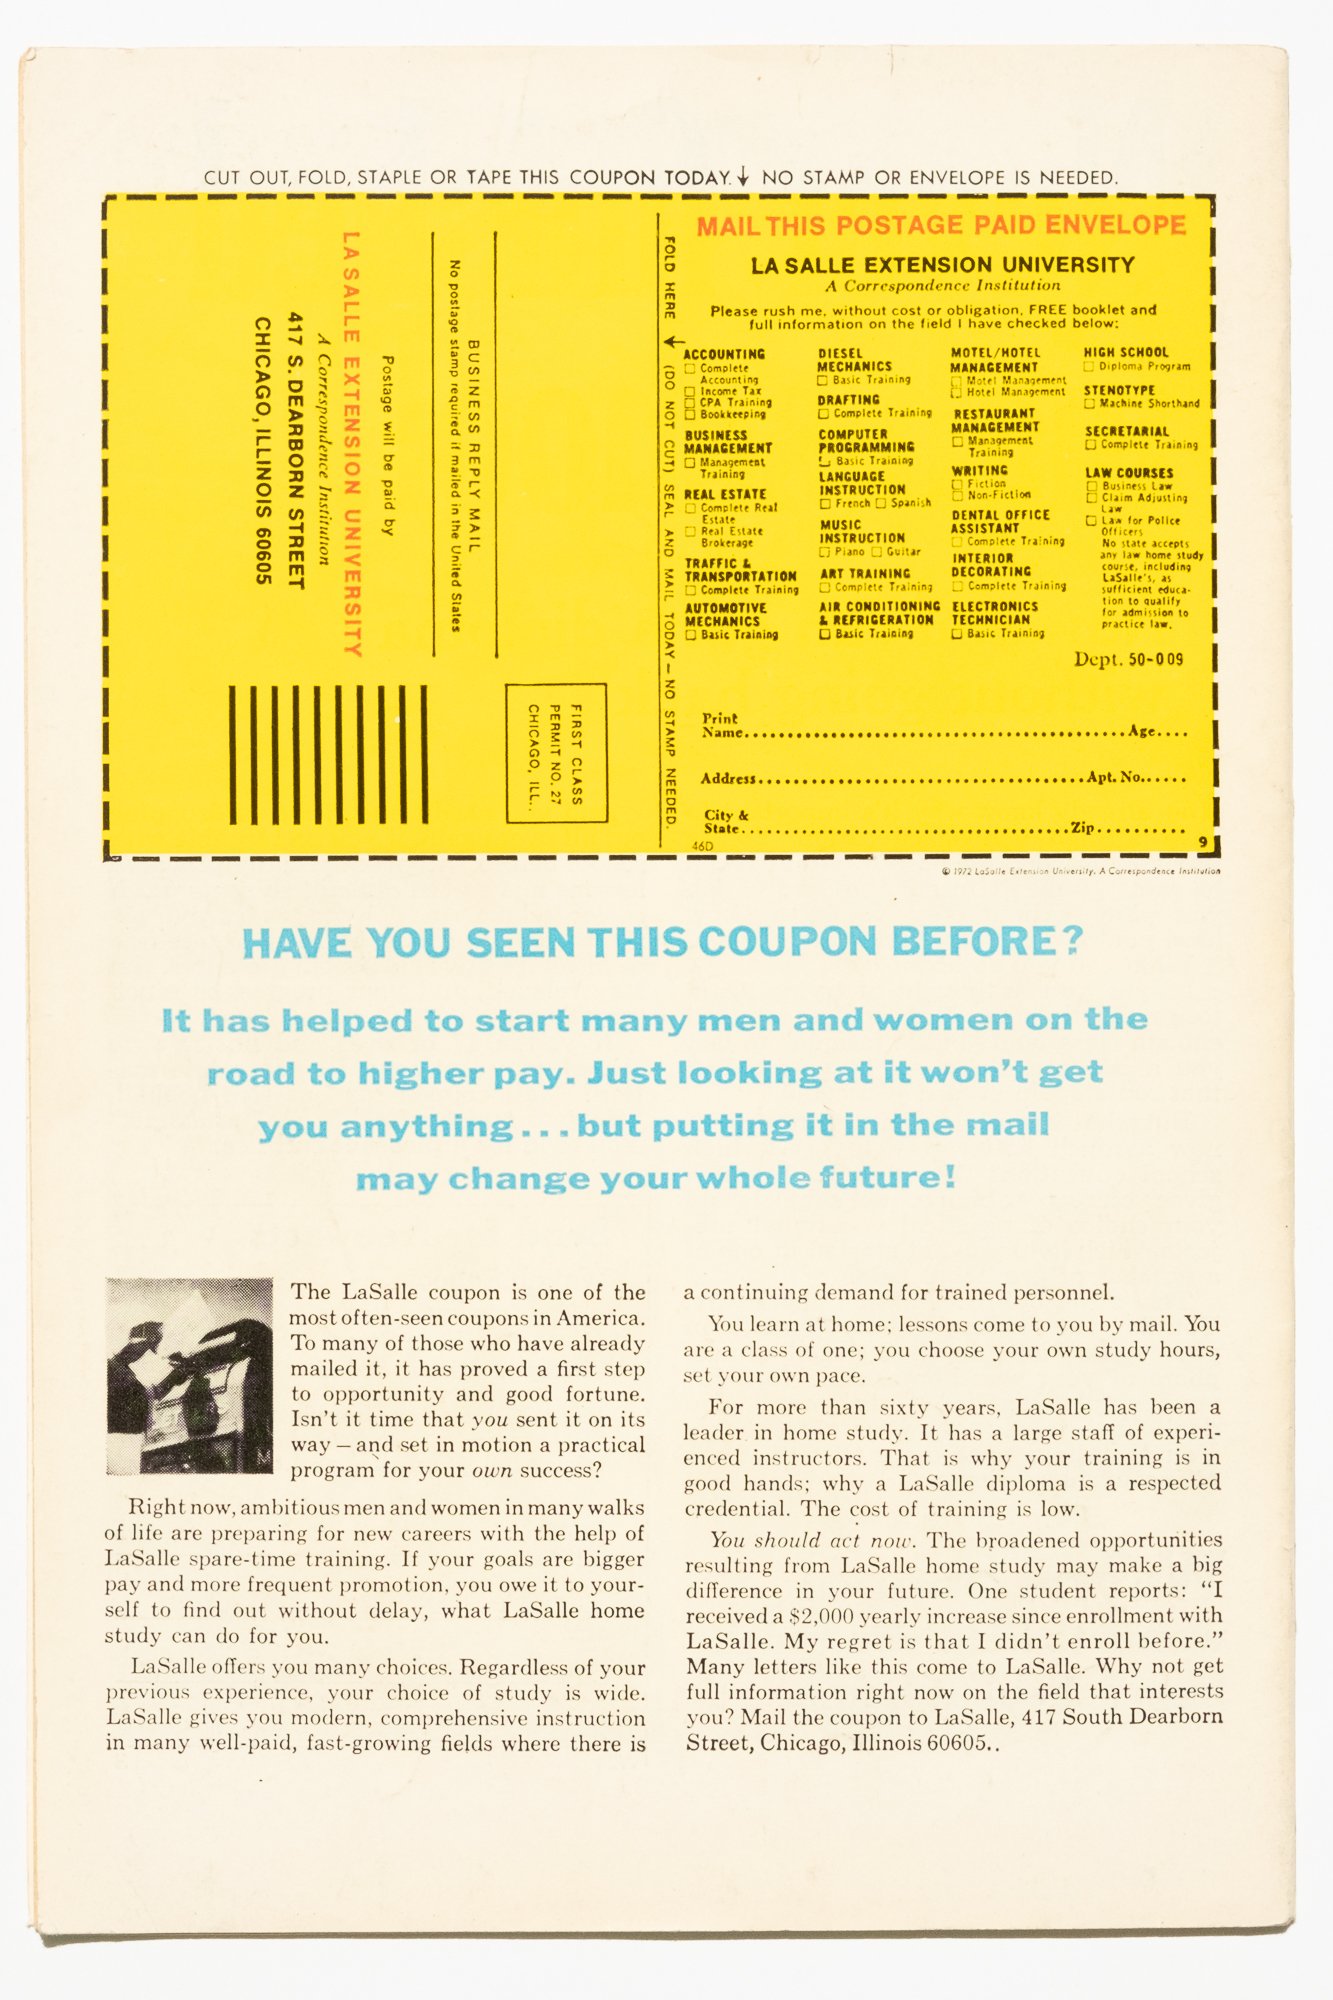 CUT OUT, FOLD, STAPLE OR TAPE THIS COUPON TODAY. ↓ NO STAMP OR ENVELOPE IS NEEDED.
BUSINESS REPLY MAIL
No postage stamp required if mailed in the United States
Postage will be paid by
LA SALLE EXTENSION UNIVERSITY
A Correspondence Institution
417 S. DEARBORN STREET
CHICAGO, ILLINOIS 60605
FIRST CLASS
PERMIT NO. 27
CHICAGO, ILL..
FOLD HERE ↓ (DO NOT CUT) SEAL AND MAIL TODAY — NO STAMP NEEDED.
MAIL THIS POSTAGE PAID ENVELOPE
LA SALLE EXTENSION UNIVERSITY
A Correspondence Institution
Please rush me, without cost or obligation, FREE booklet and
full information on the field I have checked below:
ACCOUNTING
☐ Complete
Accounting
☐ Income Tax
☐ CPA Training
☐ Bookkeeping
BUSINESS
MANAGEMENT
☐ Management
Training
REAL ESTATE
☐ Complete Real
Estate
☐ Real Estate
Brokerage
TRAFFIC &
TRANSPORTATION
☐ Complete Training
AUTOMOTIVE
MECHANICS
☐ Basic Training
DIESEL
MECHANICS
☐ Basic Training
DRAFTING
☐ Complete Training
COMPUTER
PROGRAMMING
☐ Basic Training
LANGUAGE
INSTRUCTION
☐ French ☐ Spanish
MUSIC
INSTRUCTION
☐ Piano ☐ Guitar
ART TRAINING
☐ Complete Training
AIR CONDITIONING
& REFRIGERATION
☐ Basic Training
MOTEL/HOTEL
MANAGEMENT
☐ Motel Management
☐ Hotel Management
RESTAURANT
MANAGEMENT
☐ Management
Training
WRITING
☐ Fiction
☐ Non-Fiction
DENTAL OFFICE
ASSISTANT
☐ Complete Training
INTERIOR
DECORATING
☐ Complete Training
ELECTRONICS
TECHNICIAN
☐ Basic Training
HIGH SCHOOL
☐ Diploma Program
STENOTYPE
☐ Machine Shorthand
SECRETARIAL
☐ Complete Training
LAW COURSES
☐ Business Law
☐ Claim Adjusting
Law
☐ Law for Police
Officers
No state accepts
any law home study
course, including
LaSalle's, as
sufficient educa-
tion to qualify
for admission to
practice law.
Dept. 50-009
Print
Name........................................Age....
Address........................................Apt. No......
City &
State........................................Zip..........
46D 9
© 1972 LaSalle Extension University, A Correspondence Institution
HAVE YOU SEEN THIS COUPON BEFORE?
It has helped to start many men and women on the
road to higher pay. Just looking at it won't get
you anything...but putting it in the mail
may change your whole future!
The LaSalle coupon is one of the
most often-seen coupons in America.
To many of those who have already
mailed it, it has proved a first step
to opportunity and good fortune.
Isn't it time that you sent it on its
way — and set in motion a practical
program for your own success?
Right now, ambitious men and women in many walks
of life are preparing for new careers with the help of
LaSalle spare-time training. If your goals are bigger
pay and more frequent promotion, you owe it to your-
self to find out without delay, what LaSalle home
study can do for you.
LaSalle offers you many choices. Regardless of your
previous experience, your choice of study is wide.
LaSalle gives you modern, comprehensive instruction
in many well-paid, fast-growing fields where there is
a continuing demand for trained personnel.
You learn at home; lessons come to you by mail. You
are a class of one; you choose your own study hours,
set your own pace.
For more than sixty years, LaSalle has been a
leader in home study. It has a large staff of experi-
enced instructors. That is why your training is in
good hands; why a LaSalle diploma is a respected
credential. The cost of training is low.
You should act now. The broadened opportunities
resulting from LaSalle home study may make a big
difference in your future. One student reports: “I
received a $2,000 yearly increase since enrollment with
LaSalle. My regret is that I didn't enroll before.”
Many letters like this come to LaSalle. Why not get
full information right now on the field that interests
you? Mail the coupon to LaSalle, 417 South Dearborn
Street, Chicago, Illinois 60605..